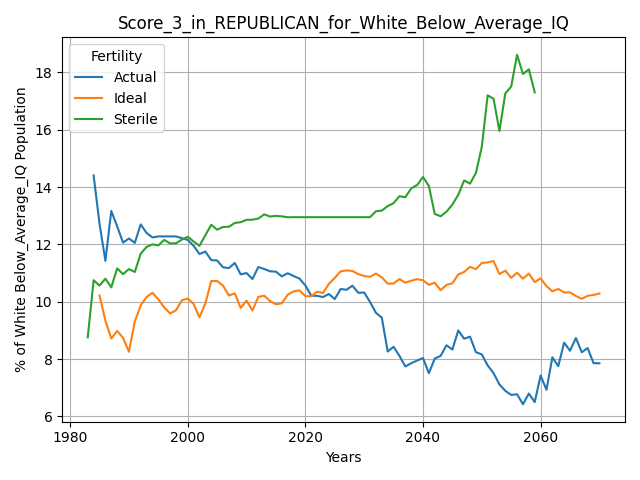 Score_3_in_REPUBLICAN_for_White_Below_Average_IQ
% of White Below_Average_IQ Population
18
16
14
12
10
8
6
Fertility
Actual
Ideal
Sterile
1980
2000
2020
2040
2060
Years